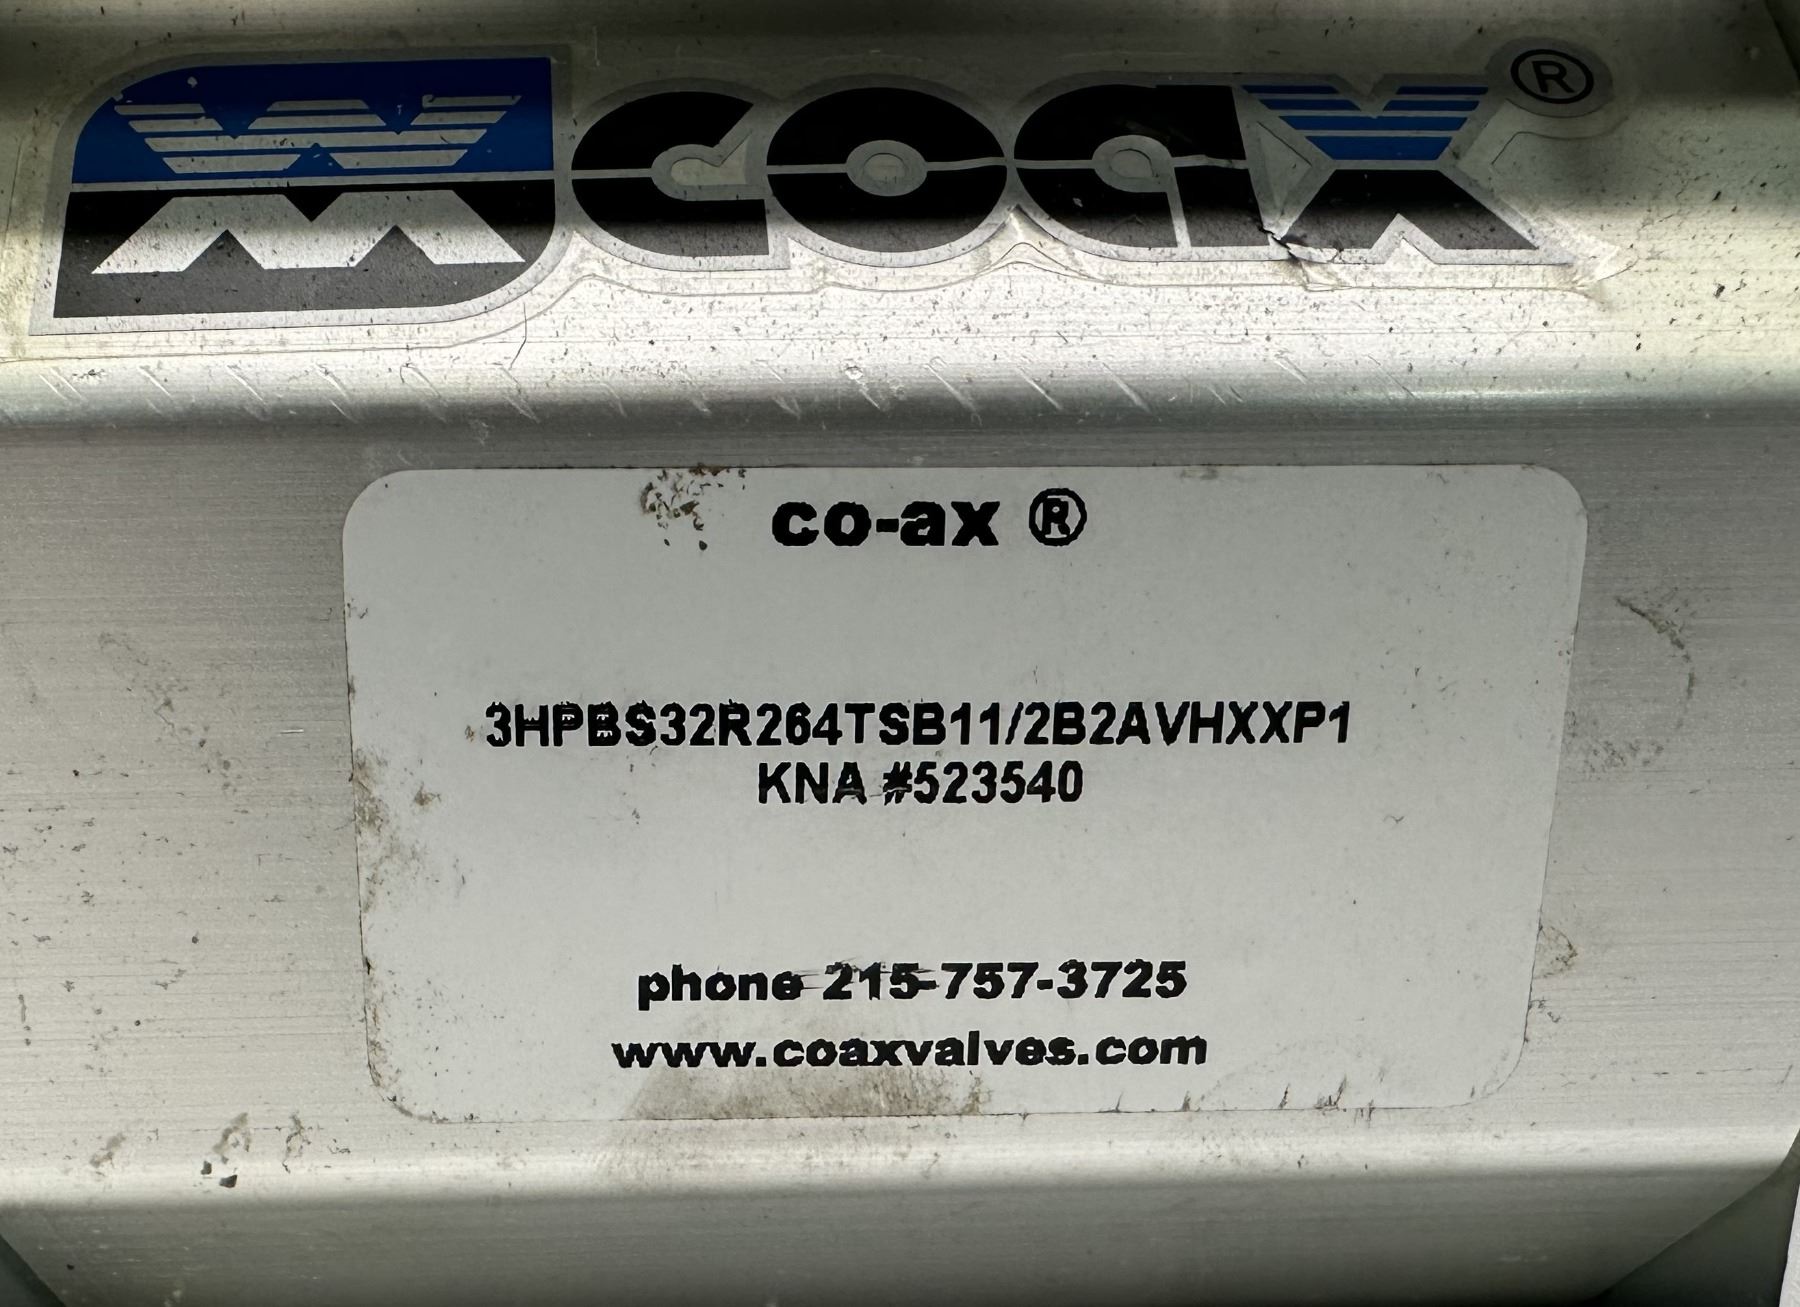 coax®
co-ax ®
3HPBS32R264TSB11/2B2AVHXXP1
KNA #523540
phone 215-757-3725
www.coaxvalves.com